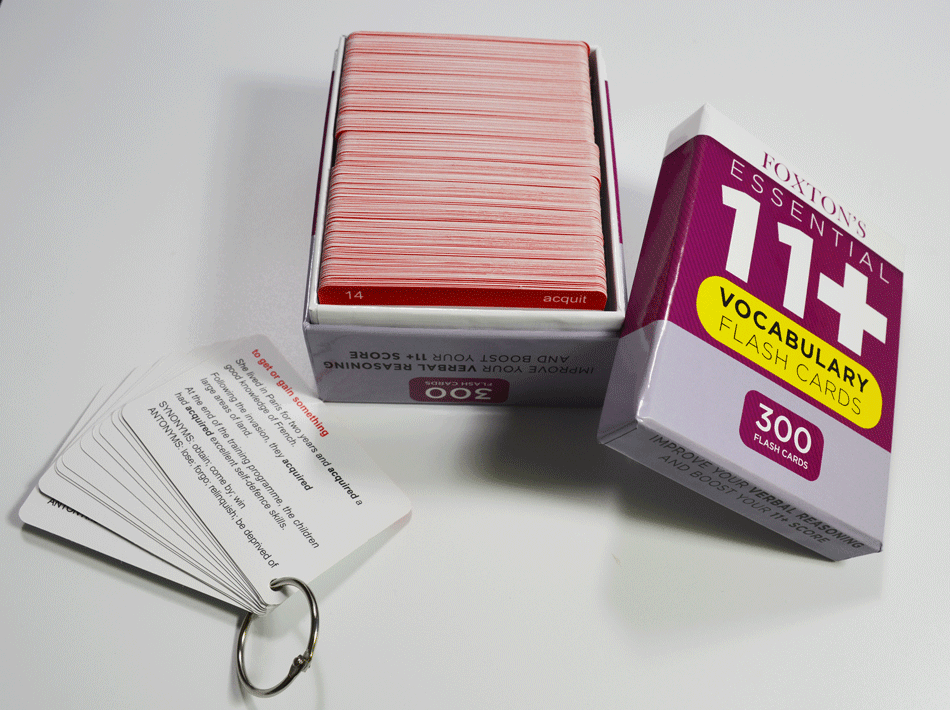 14 acquit
IMPROVE YOUR VERBAL REASONING
AND BOOST YOUR 11+ SCORE
300
FLASH CARDS
FOXTON'S
ESSENTIAL
11+
VOCABULARY
FLASH CARDS
300
FLASH CARDS
IMPROVE YOUR VERBAL REASONING
AND BOOST YOUR 11+ SCORE
to get or gain something
She lived in Paris for two years and acquired a
good knowledge of French.
Following the invasion, they acquired
large areas of land.
At the end of the training programme, the children
had acquired excellent self-defence skills.
SYNONYMS: obtain; come by; win
ANTONYMS: lose; forgo; relinquish; be deprived of